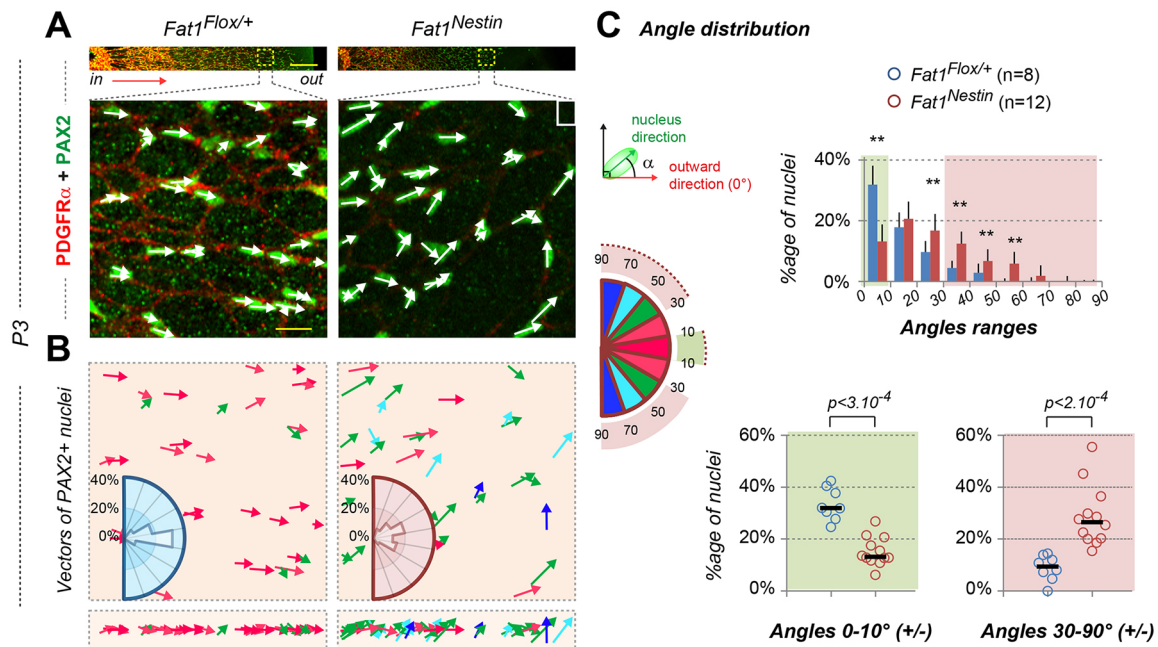 A
Fat1Flox/+
Fat1Nestin
in
out
P3
PDGFRα + PAX2
B
Vectors of PAX2+ nuclei
40%
20%
0%
40%
20%
0%
C Angle distribution
Fat1Flox/+ (n=8)
Fat1Nestin (n=12)
nucleus
direction
α
outward
direction (0°)
90
70
50
30
10
10
30
50
70
90
%age of nuclei
40%
20%
0%
**
**
**
**
**
0
10
20
30
40
50
60
70
80
90
Angles ranges
p<3.10-4
%age of nuclei
60%
40%
20%
0%
Angles 0-10° (+/-)
p<2.10-4
60%
40%
20%
0%
Angles 30-90° (+/-)